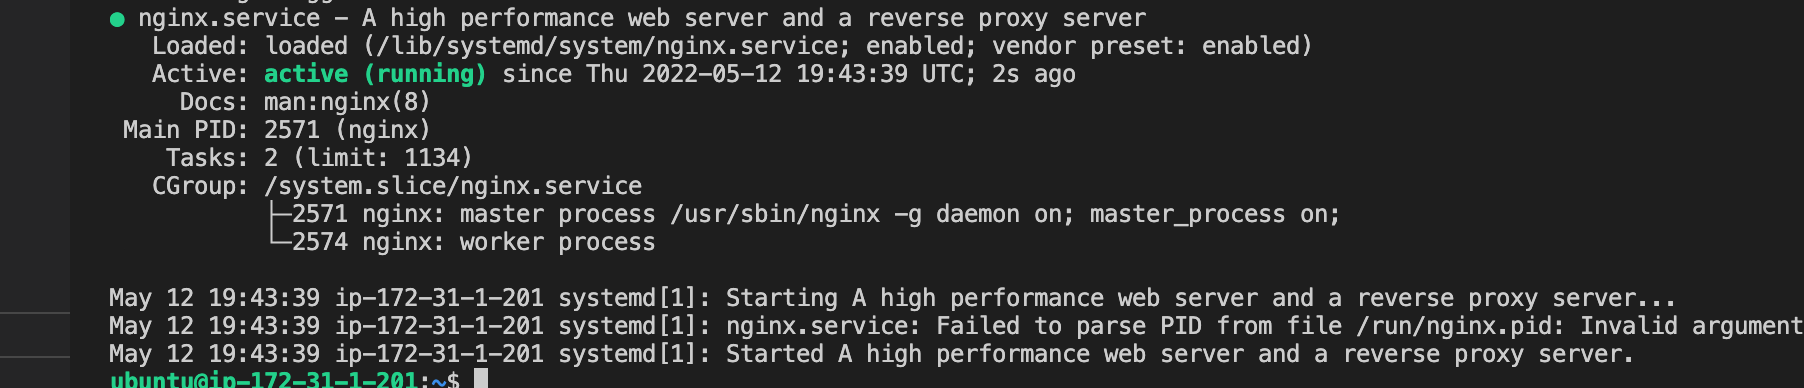 ● nginx.service - A high performance web server and a reverse proxy server
Loaded: loaded (/lib/systemd/system/nginx.service; enabled; vendor preset: enabled)
Active: active (running) since Thu 2022-05-12 19:43:39 UTC; 2s ago
Docs: man:nginx(8)
Main PID: 2571 (nginx)
Tasks: 2 (limit: 1134)
CGroup: /system.slice/nginx.service
├─2571 nginx: master process /usr/sbin/nginx -g daemon on; master_process on;
└─2574 nginx: worker process
May 12 19:43:39 ip-172-31-1-201 systemd[1]: Starting A high performance web server and a reverse proxy server...
May 12 19:43:39 ip-172-31-1-201 systemd[1]: nginx.service: Failed to parse PID from file /run/nginx.pid: Invalid argument
May 12 19:43:39 ip-172-31-1-201 systemd[1]: Started A high performance web server and a reverse proxy server.
ubuntu@ip-172-31-1-201:~$